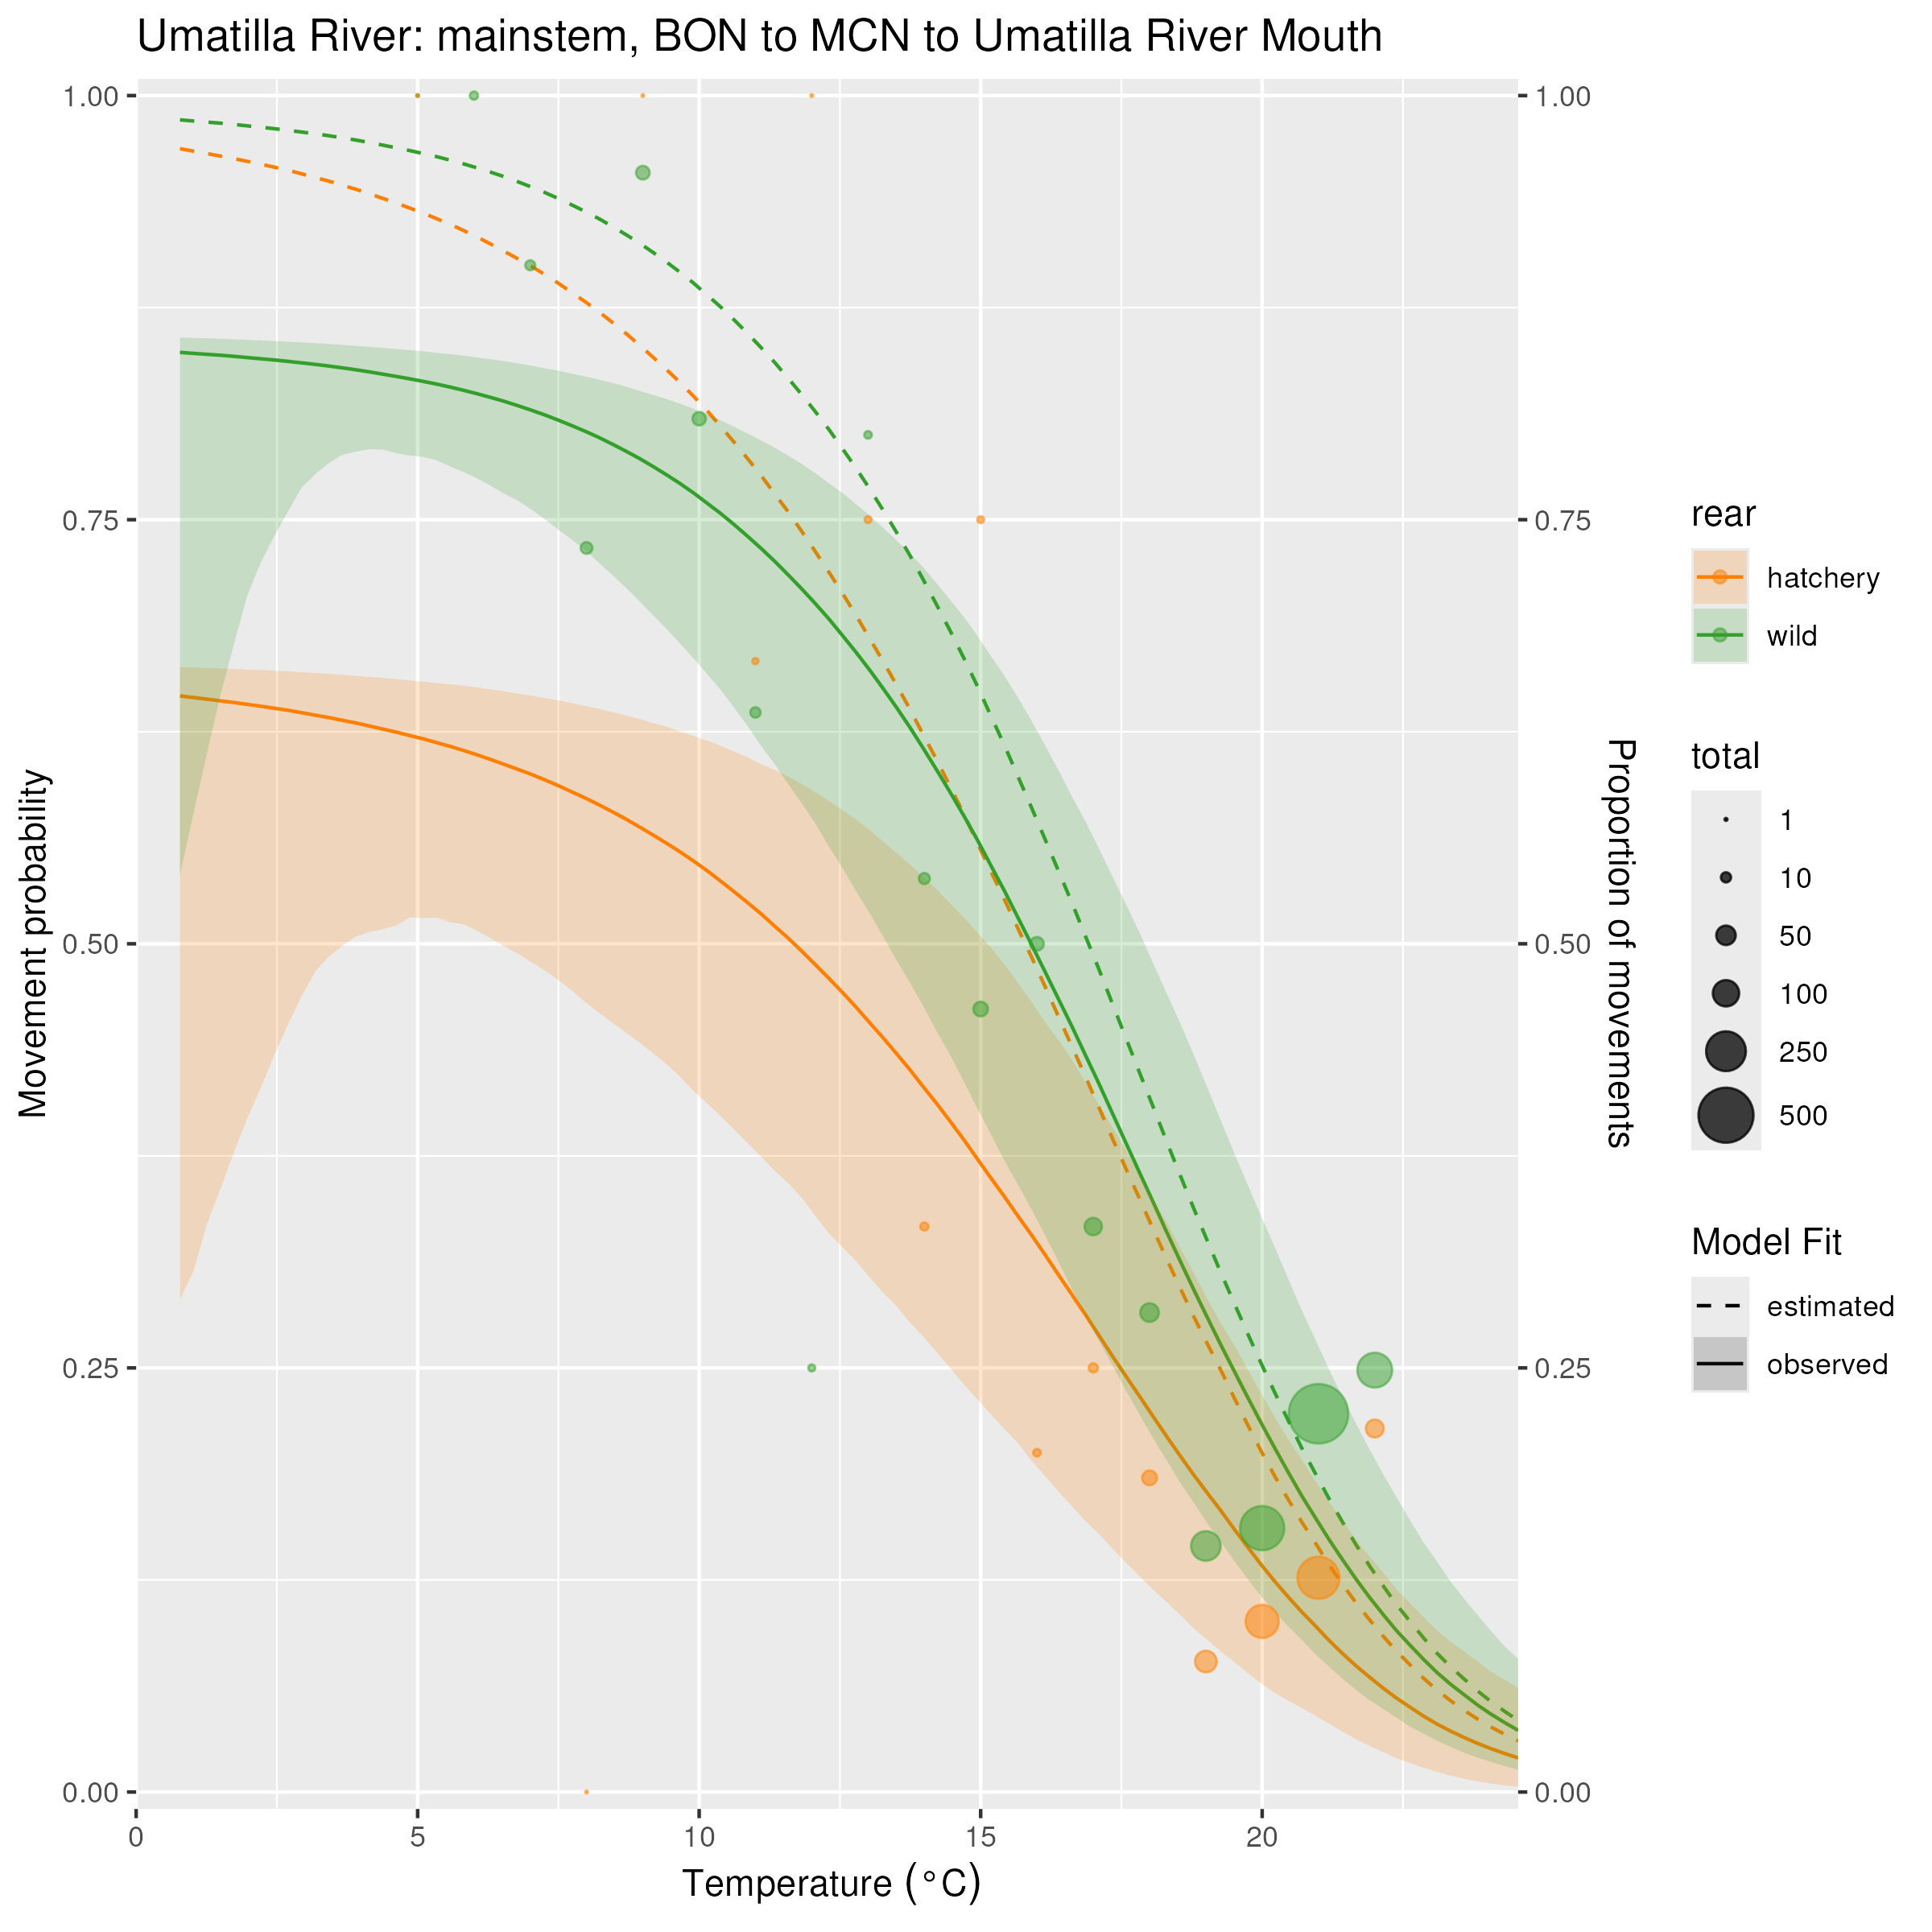 Umatilla River: mainstem, BON to MCN to Umatilla River Mouth
Movement probability
1.00
0.75
0.50
0.25
0.00
0
5
10
15
20
Temperature (°C)
1.00
0.75
0.50
0.25
0.00
Proportion of movements
rear
hatchery
wild
total
1
10
50
100
250
500
Model Fit
estimated
observed